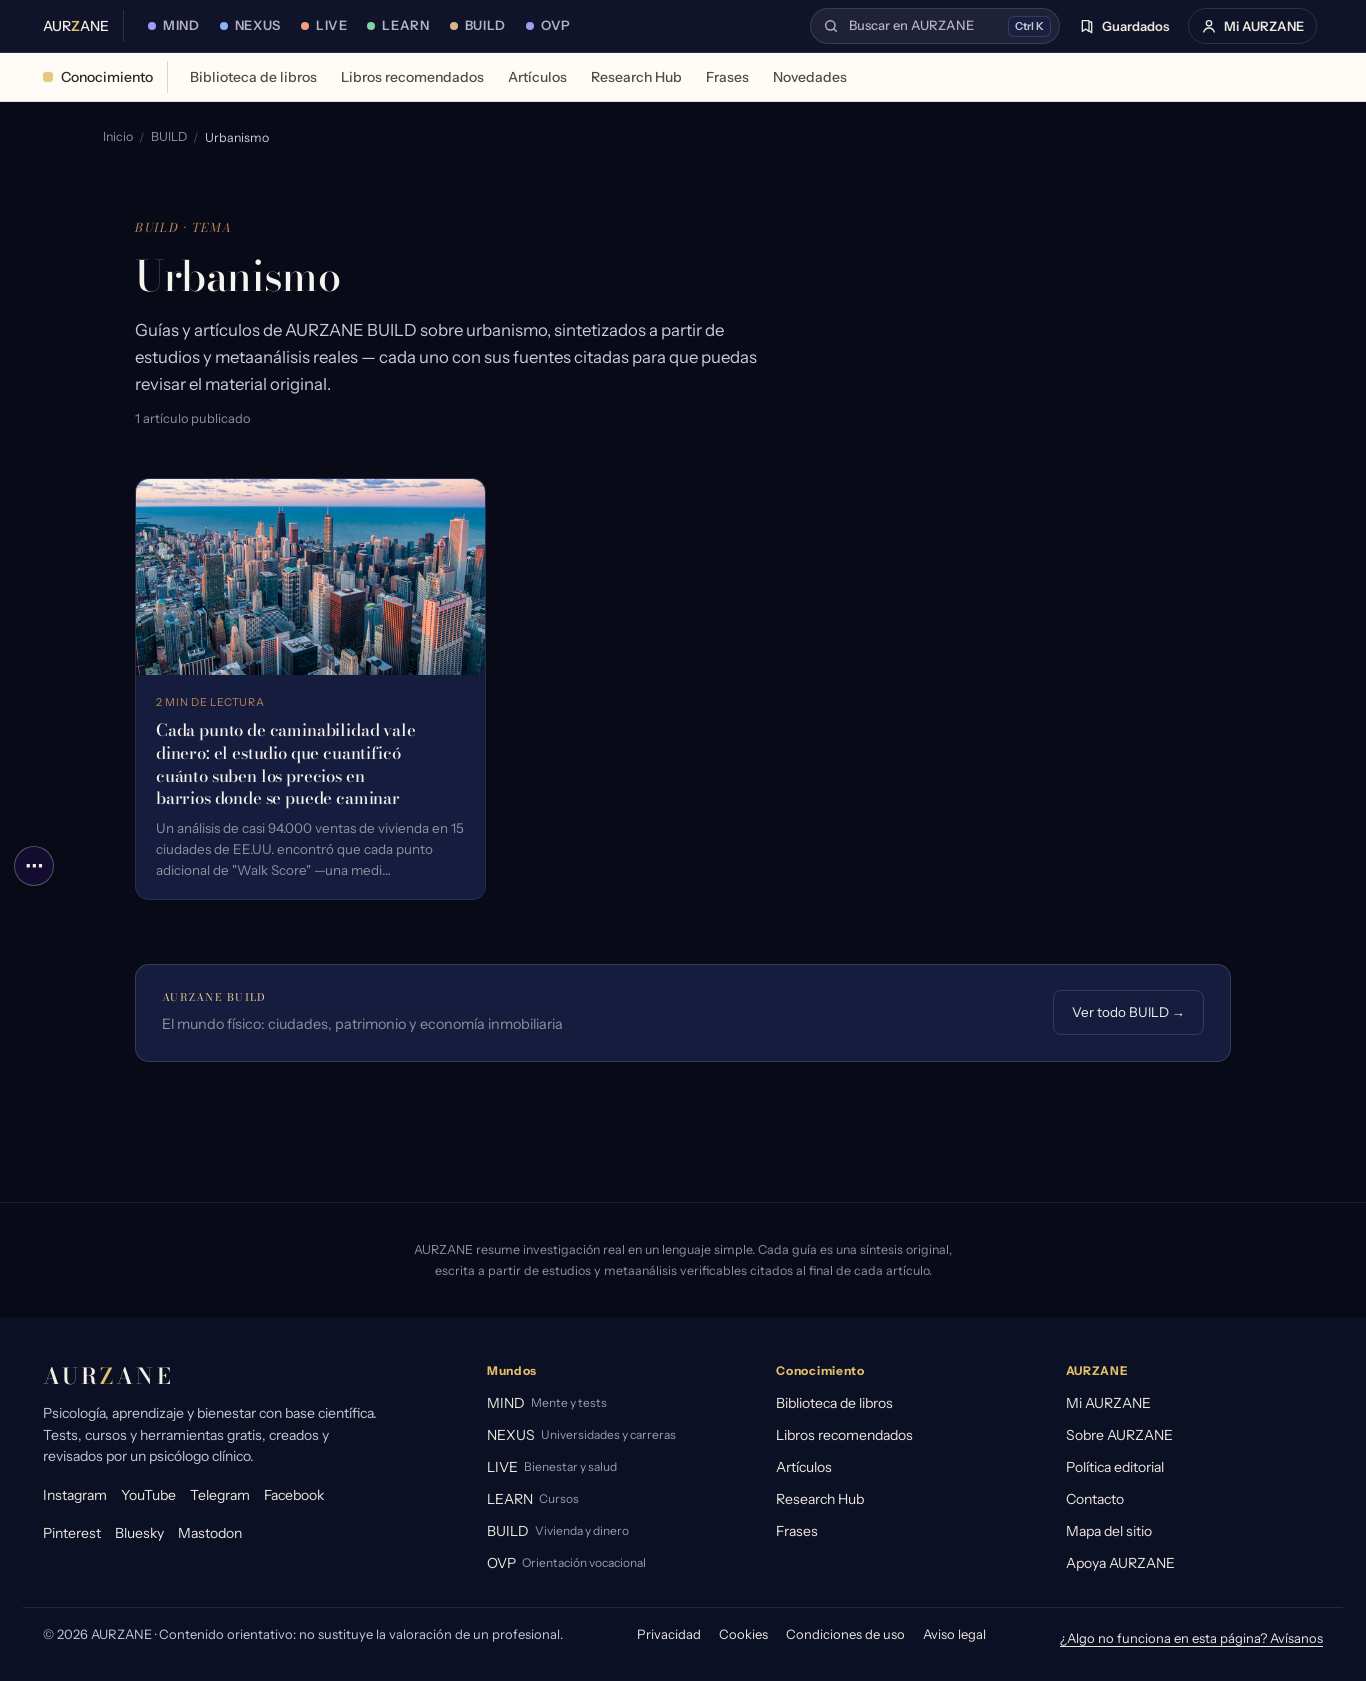 AURZANE MIND NEXUS LIVE LEARN BUILD OVP Buscar en AURZANE Ctrl K Guardados Mi AURZANE
Conocimiento Biblioteca de libros Libros recomendados Artículos Research Hub Frases Novedades
Inicio / BUILD / Urbanismo
BUILD · TEMA
Urbanismo
Guías y artículos de AURZANE BUILD sobre urbanismo, sintetizados a partir de
estudios y metaanálisis reales — cada uno con sus fuentes citadas para que puedas
revisar el material original.
1 artículo publicado
2 MIN DE LECTURA
Cada punto de caminabilidad vale
dinero: el estudio que cuantificó
cuánto suben los precios en
barrios donde se puede caminar
Un análisis de casi 94.000 ventas de vivienda en 15
ciudades de EE.UU. encontró que cada punto
adicional de "Walk Score" —una medi...
AURZANE BUILD
El mundo físico: ciudades, patrimonio y economía inmobiliaria
Ver todo BUILD →
AURZANE resume investigación real en un lenguaje simple. Cada guía es una síntesis original,
escrita a partir de estudios y metaanálisis verificables citados al final de cada artículo.
AURZANE
Psicología, aprendizaje y bienestar con base científica.
Tests, cursos y herramientas gratis, creados y
revisados por un psicólogo clínico.
Instagram YouTube Telegram Facebook
Pinterest Bluesky Mastodon
Mundos
MIND Mente y tests
NEXUS Universidades y carreras
LIVE Bienestar y salud
LEARN Cursos
BUILD Vivienda y dinero
OVP Orientación vocacional
Conocimiento
Biblioteca de libros
Libros recomendados
Artículos
Research Hub
Frases
AURZANE
Mi AURZANE
Sobre AURZANE
Política editorial
Contacto
Mapa del sitio
Apoya AURZANE
© 2026 AURZANE · Contenido orientativo: no sustituye la valoración de un profesional.
Privacidad Cookies Condiciones de uso Aviso legal
¿Algo no funciona en esta página? Avísanos